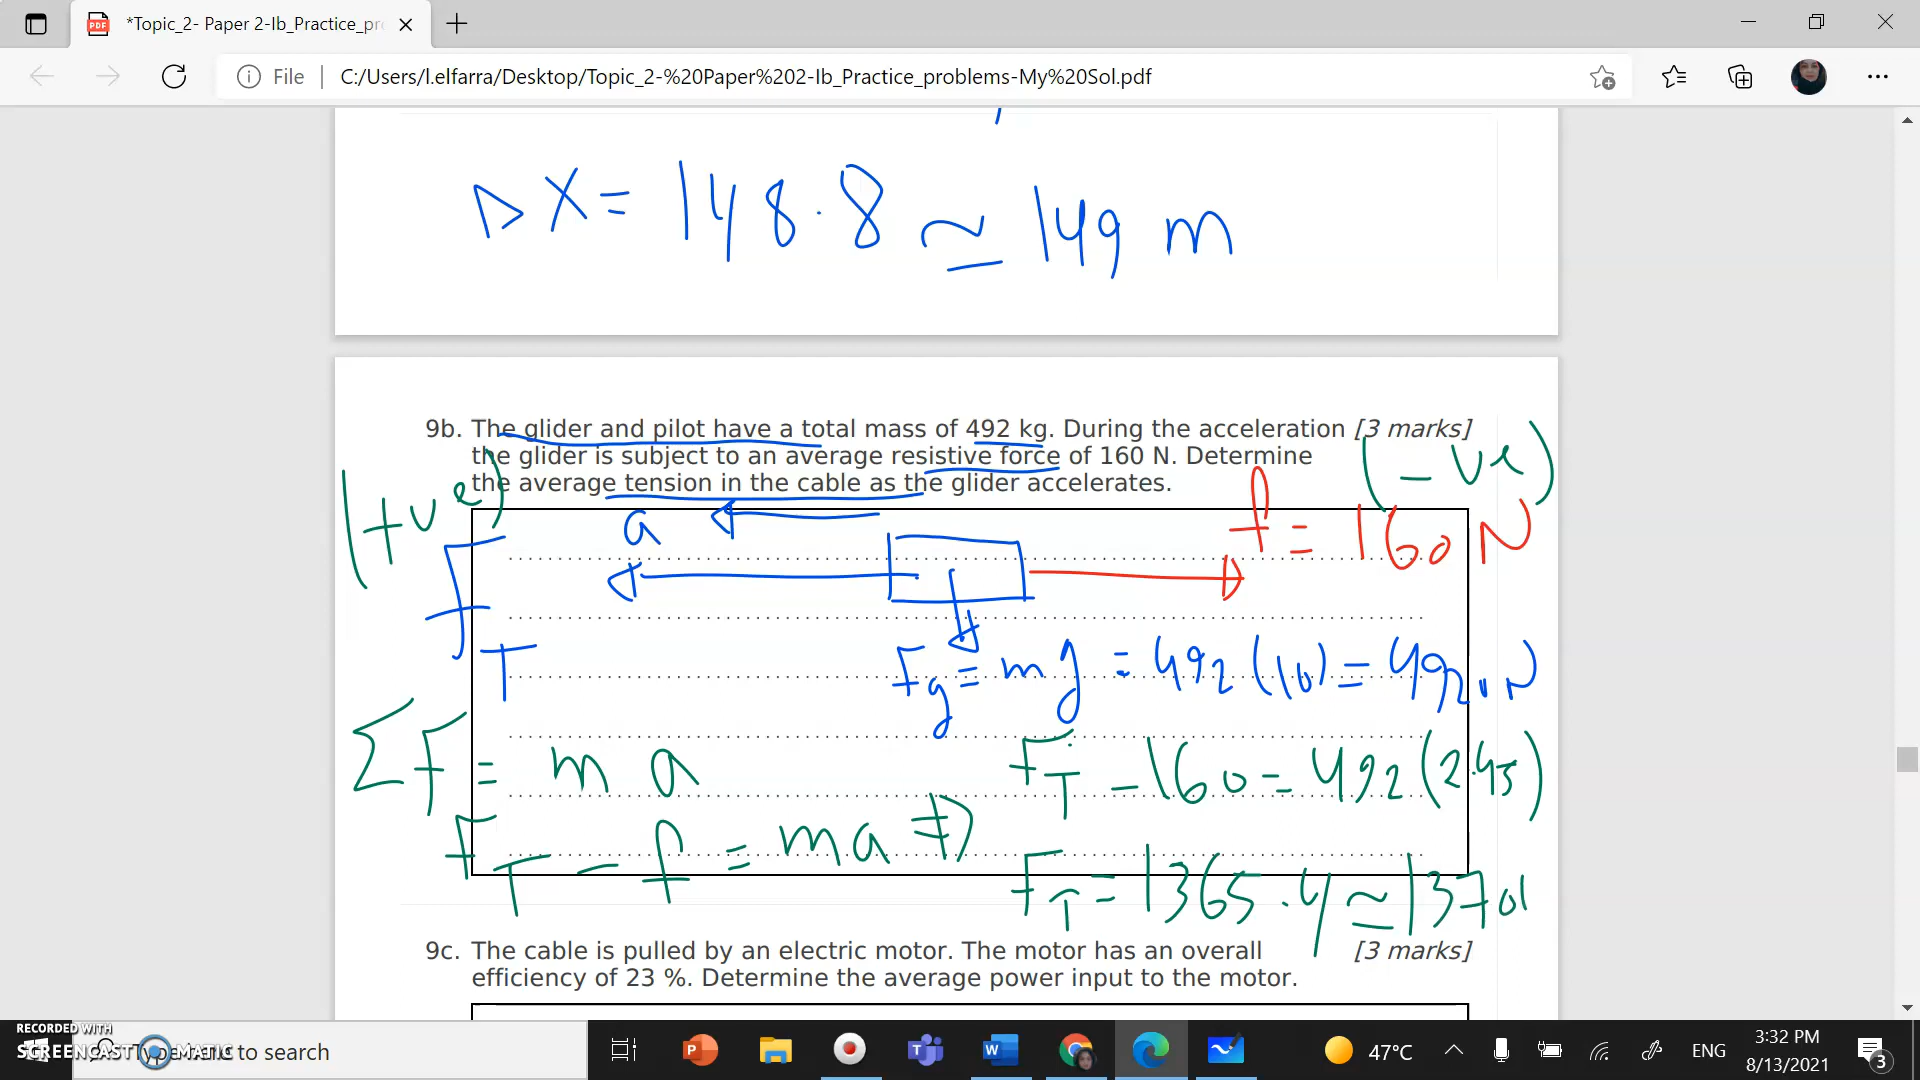 *Topic_2- Paper 2-Ib_Practice_pr
File
C:/Users/l.elfarra/Desktop/Topic_2-%20Paper%202-Ib_Practice_problems-My%20Sol.pdf
Δ X = 148.8 ≃ 149 m
9b. The glider and pilot have a total mass of 492 kg. During the acceleration [3 marks]
the glider is subject to an average resistive force of 160 N. Determine
the average tension in the cable as the glider accelerates.
(+ve)
(-ve)
a
f = 160 N
F_T
F_g = mg = 492 (10) = 4920 N
ΣF = m a
F_T - 160 = 492 (2.45)
F_T - f = ma ⇒
F_T = 1365.4 ≃ 1370N
9c. The cable is pulled by an electric motor. The motor has an overall [3 marks]
efficiency of 23 %. Determine the average power input to the motor.
RECORDED WITH
SCREENCAST MATIC
Type here to search
47°C
ENG
3:32 PM
8/13/2021
3